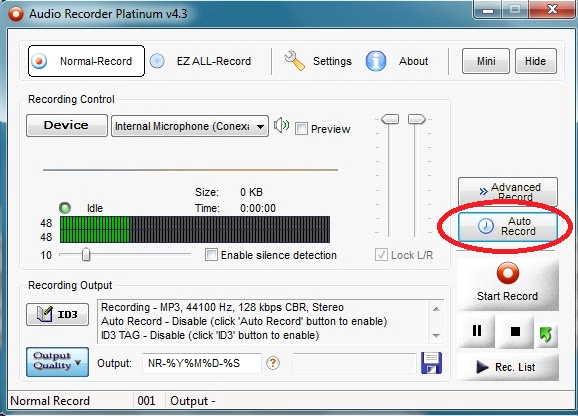 Audio Recorder Platinum v4.3
Normal-Record
EZ ALL-Record
Settings
About
Mini
Hide
Recording Control
Device
Internal Microphone (Conexa
Preview
Size: 0 KB
Idle
Time: 0:00:00
48
48
10
Enable silence detection
Lock L/R
Advanced
Record
Auto
Record
Start Record
Rec. List
Recording Output
ID3
Recording - MP3, 44100 Hz, 128 kbps CBR, Stereo
Auto Record - Disable (click 'Auto Record' button to enable)
ID3 TAG - Disable (click 'ID3' button to enable)
Output
Quality
Output:
NR-%Y%M%D-%S
Normal Record
001
Output -